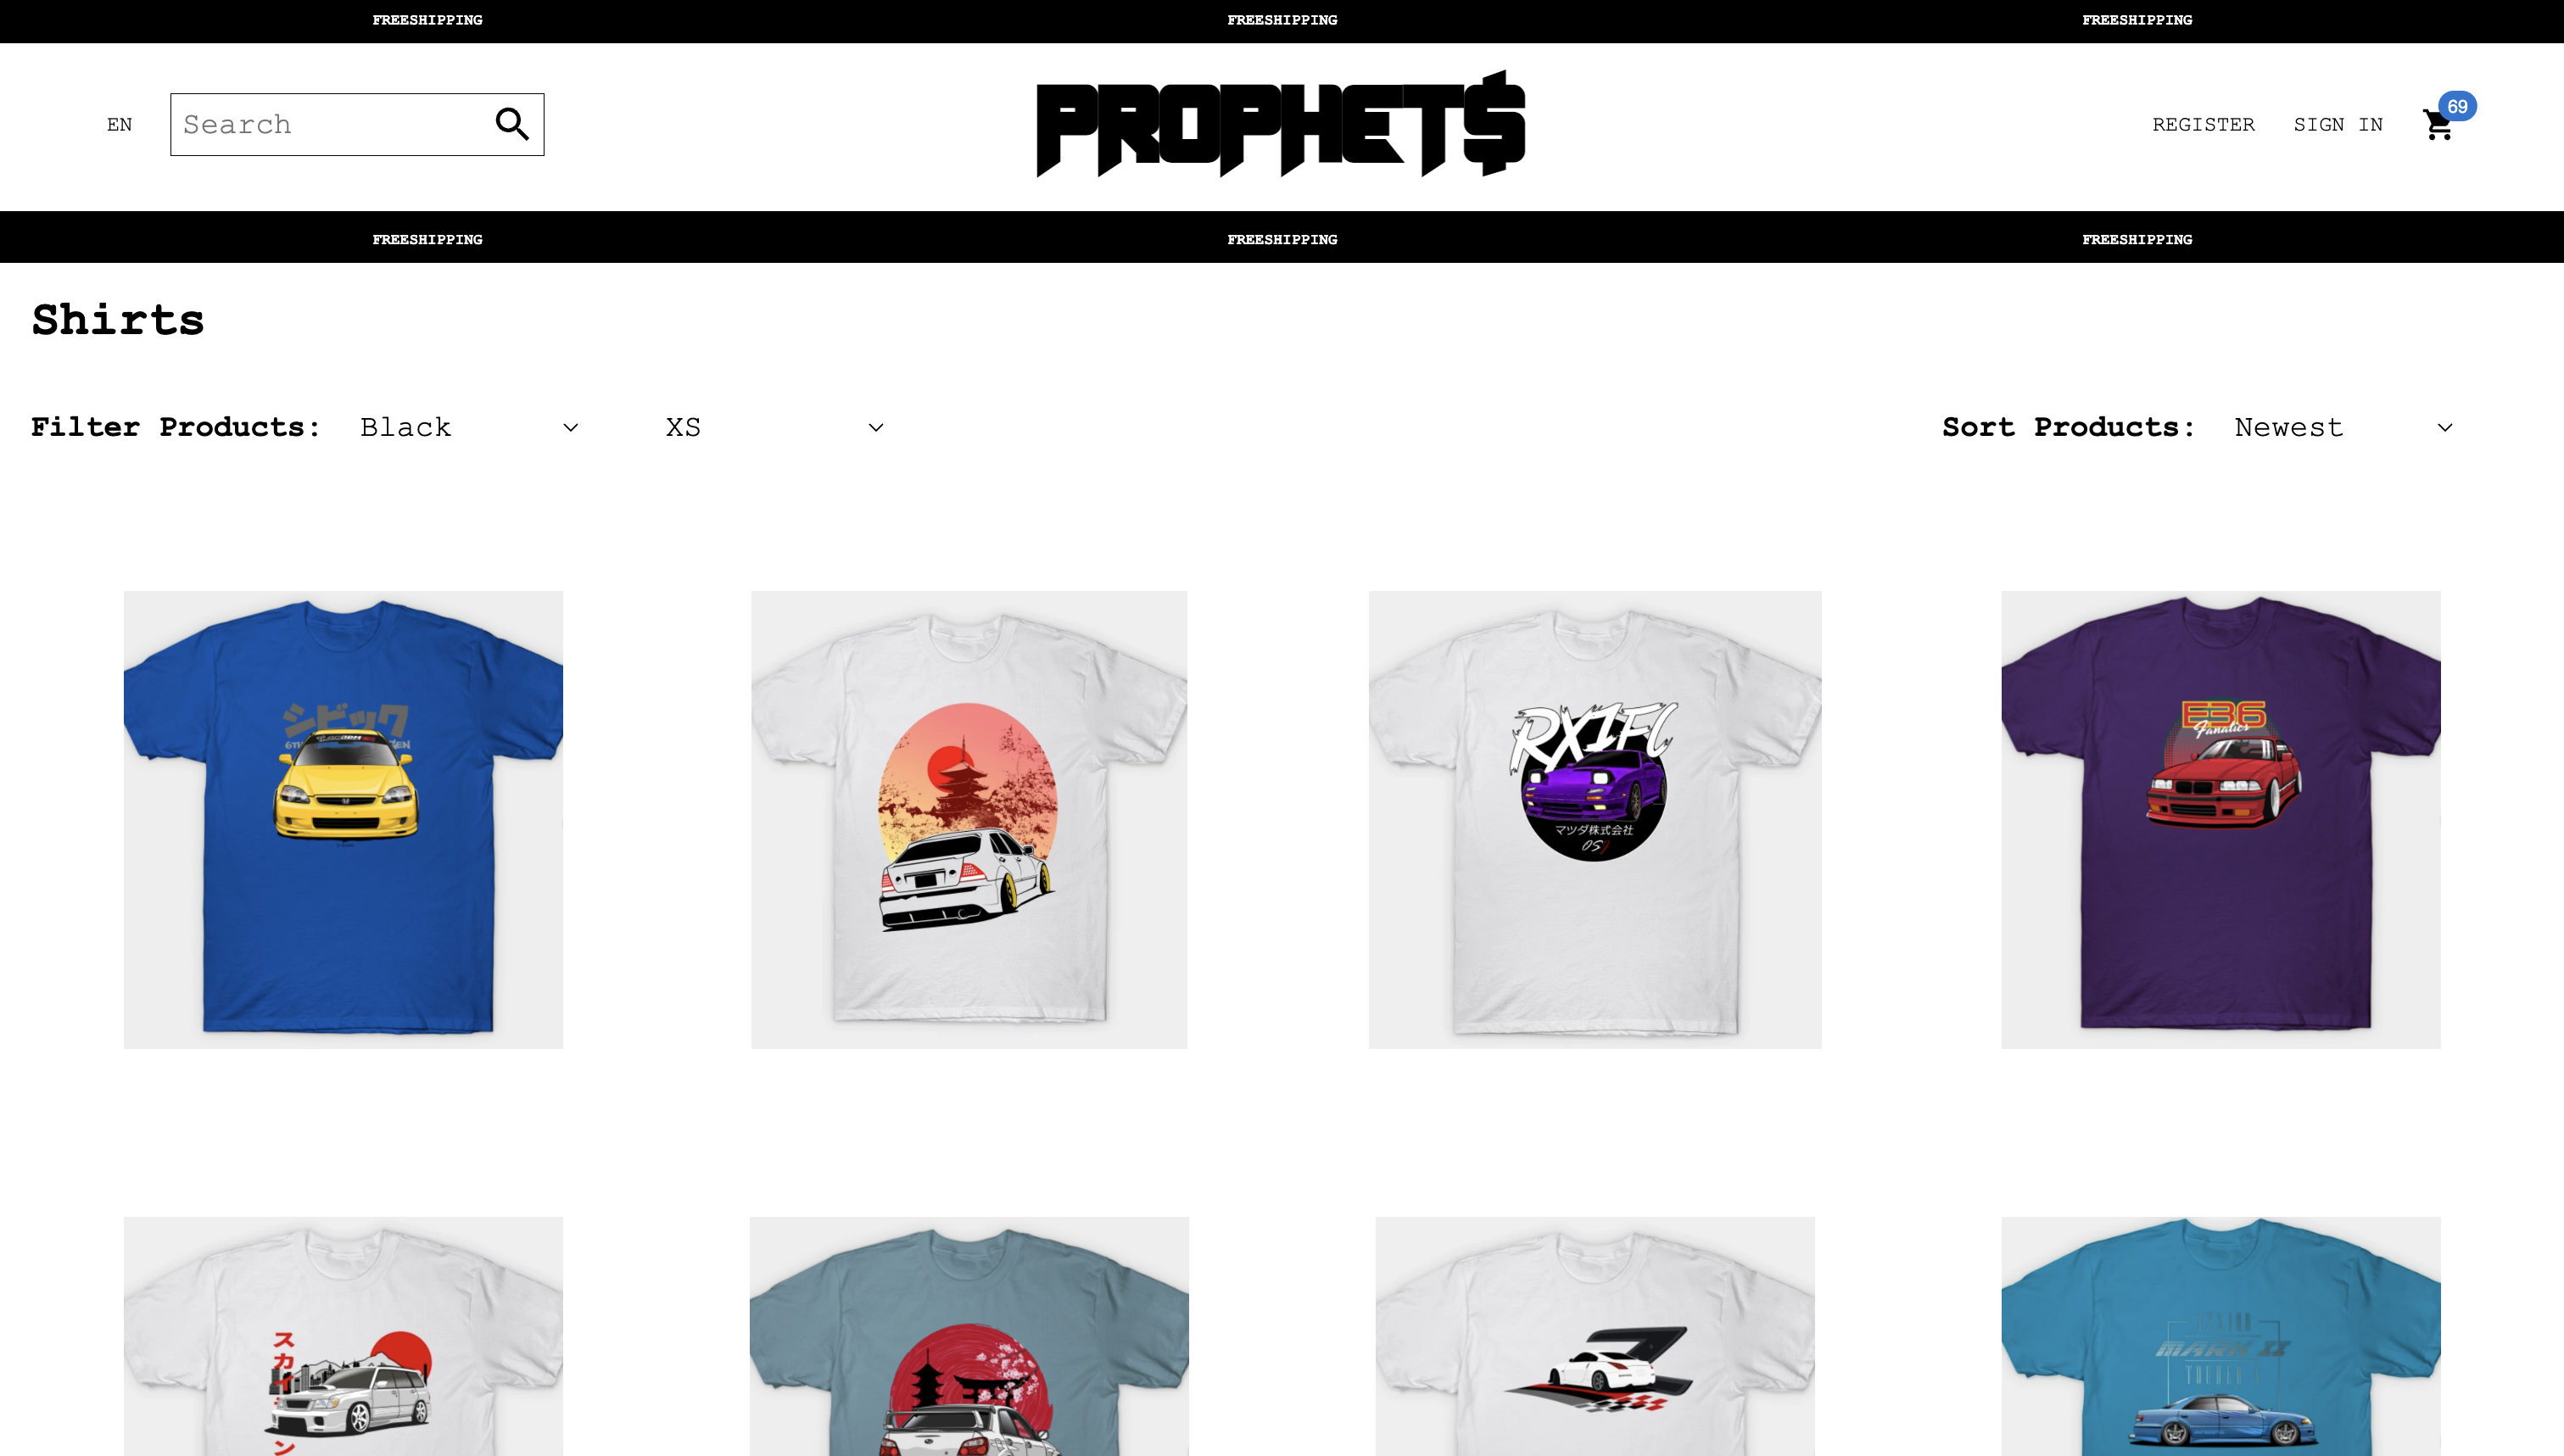 FREESHIPPING FREESHIPPING FREESHIPPING
EN Search PROPHET$ REGISTER SIGN IN 69
FREESHIPPING FREESHIPPING FREESHIPPING
Shirts
Filter Products: Black XS Sort Products: Newest
シビック
E36
Fanatics
マツダ株式会社
スカイ
ン
MARK II